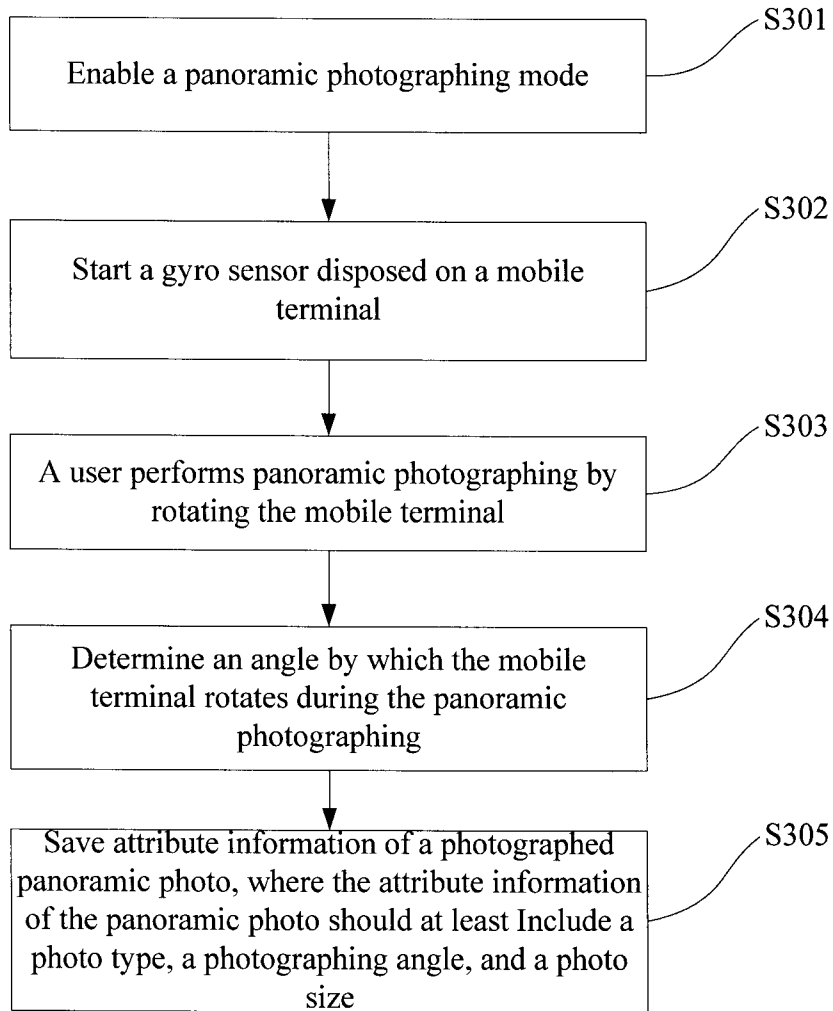 S301
Enable a panoramic photographing mode
S302
Start a gyro sensor disposed on a mobile
terminal
S303
A user performs panoramic photographing by
rotating the mobile terminal
S304
Determine an angle by which the mobile
terminal rotates during the panoramic
photographing
S305
Save attribute information of a photographed
panoramic photo, where the attribute information
of the panoramic photo should at least Include a
photo type, a photographing angle, and a photo
size